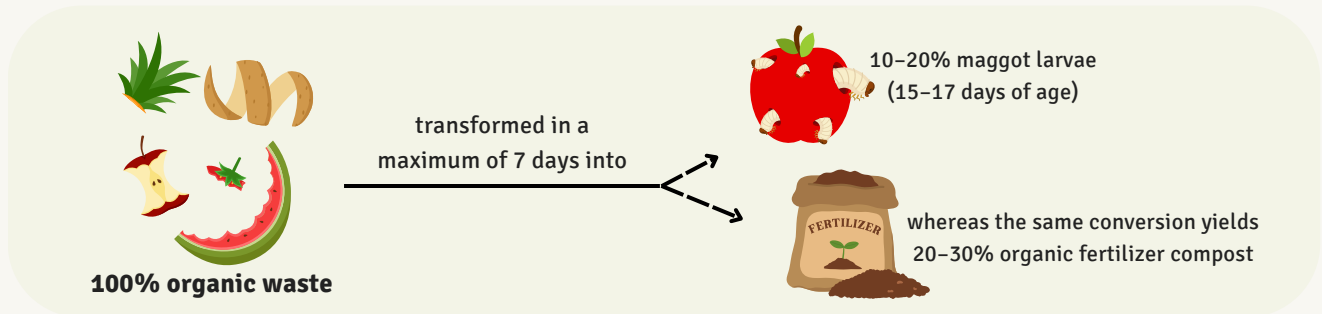 100% organic waste
transformed in a
maximum of 7 days into
10–20% maggot larvae
(15–17 days of age)
FERTILIZER
whereas the same conversion yields
20–30% organic fertilizer compost